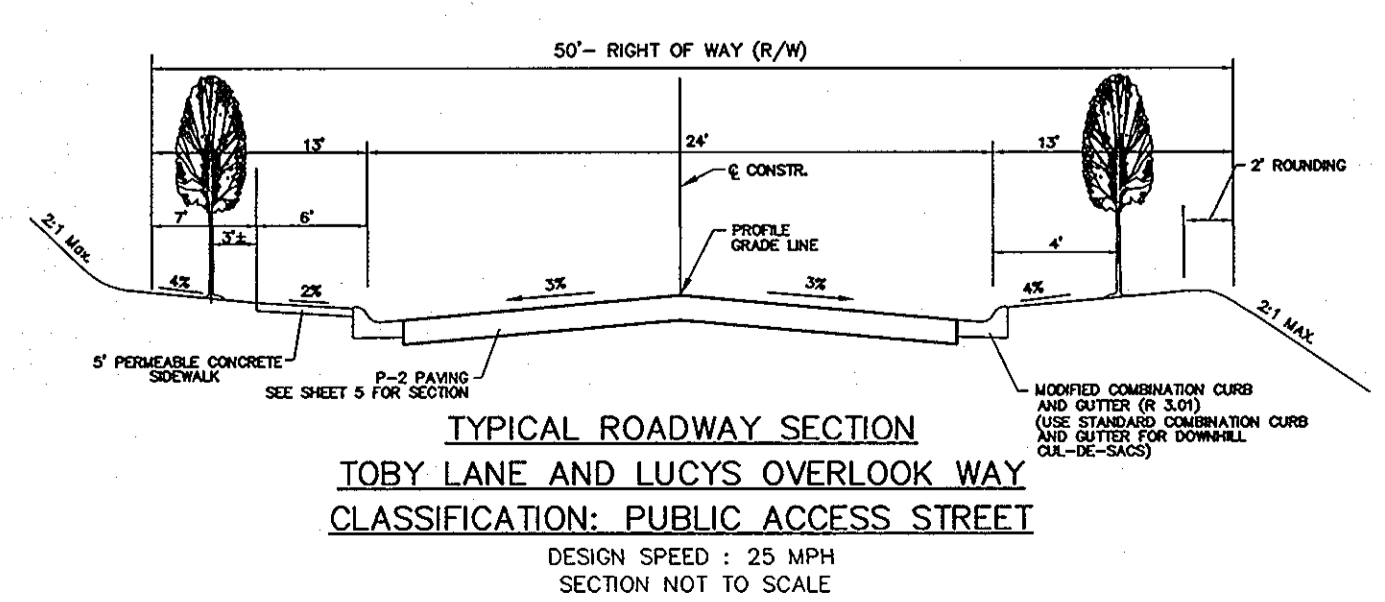 50'- RIGHT OF WAY (R/W)
13'
24'
13'
℄ CONSTR.
2' ROUNDING
7'
6'
3'±
PROFILE
GRADE LINE
4'
2:1 Max.
4%
2%
3%
3%
4%
2:1 MAX.
5' PERMEABLE CONCRETE
SIDEWALK
P-2 PAVING
SEE SHEET 5 FOR SECTION
MODIFIED COMBINATION CURB
AND GUTTER (R 3.01)
(USE STANDARD COMBINATION CURB
AND GUTTER FOR DOWNHILL
CUL-DE-SACS)
TYPICAL ROADWAY SECTION
TOBY LANE AND LUCYS OVERLOOK WAY
CLASSIFICATION: PUBLIC ACCESS STREET
DESIGN SPEED : 25 MPH
SECTION NOT TO SCALE